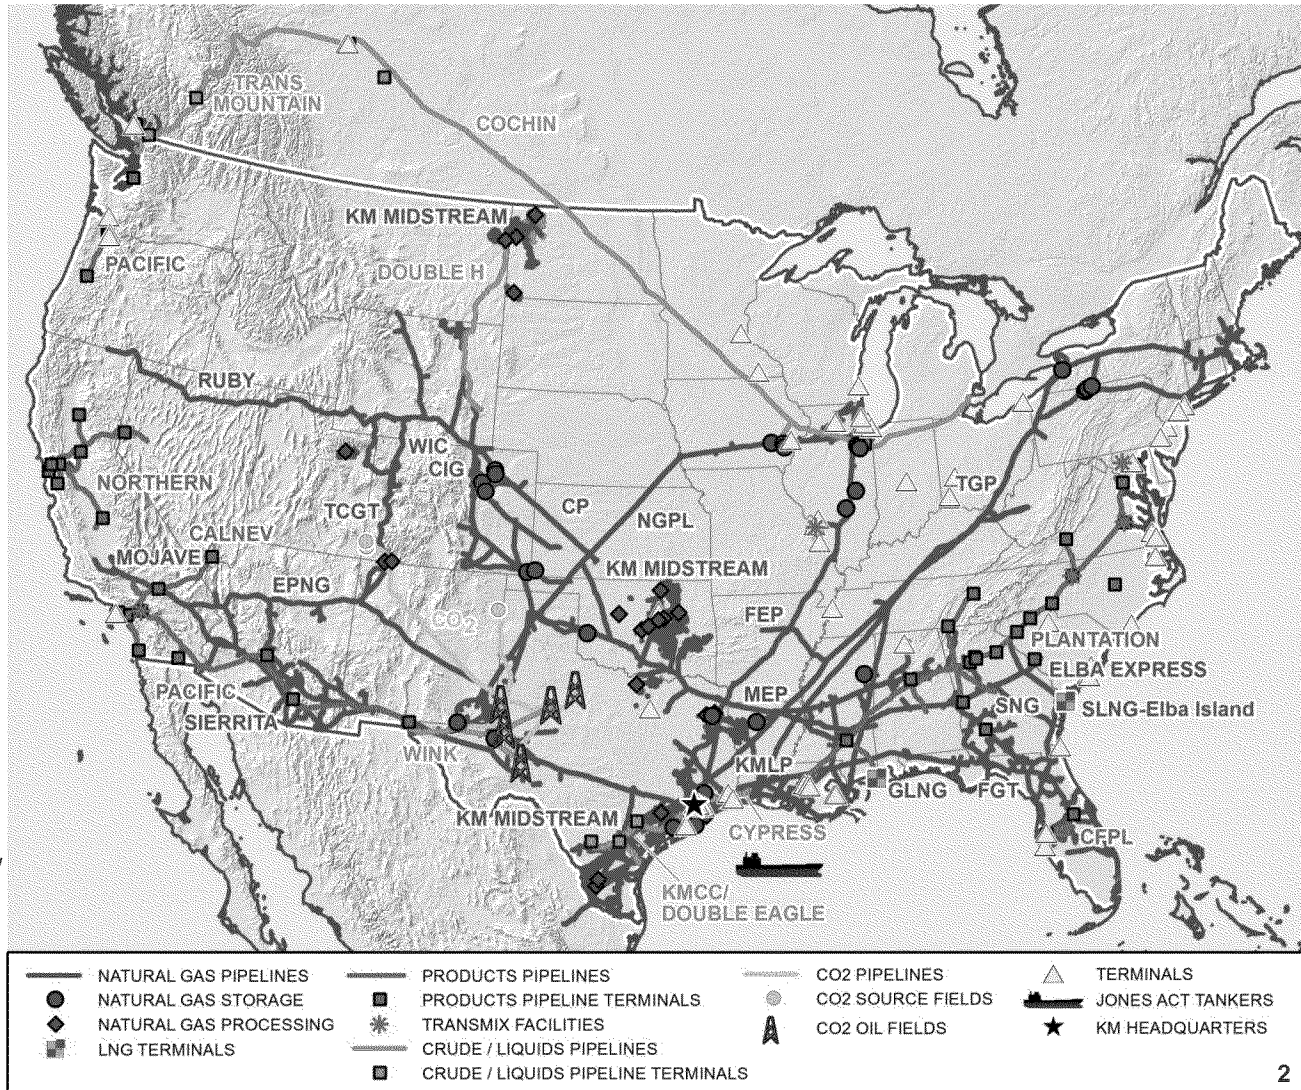 TRANS
MOUNTAIN
COCHIN
KM MIDSTREAM
PACIFIC
DOUBLE H
RUBY
WIC
CIG
NORTHERN
TCGT
CP
NGPL
TGP
CALNEV
MOJAVE
EPNG
KM MIDSTREAM
CO2
FEP
PLANTATION
ELBA EXPRESS
PACIFIC
SIERRITA
MEP
SNG
SLNG-Elba Island
WINK
KMLP
GLNG
FGT
KM MIDSTREAM
CYPRESS
CFPL
KMCC/
DOUBLE EAGLE
NATURAL GAS PIPELINES
PRODUCTS PIPELINES
CO2 PIPELINES
TERMINALS
NATURAL GAS STORAGE
PRODUCTS PIPELINE TERMINALS
CO2 SOURCE FIELDS
JONES ACT TANKERS
NATURAL GAS PROCESSING
TRANSMIX FACILITIES
CO2 OIL FIELDS
KM HEADQUARTERS
LNG TERMINALS
CRUDE / LIQUIDS PIPELINES
CRUDE / LIQUIDS PIPELINE TERMINALS
2